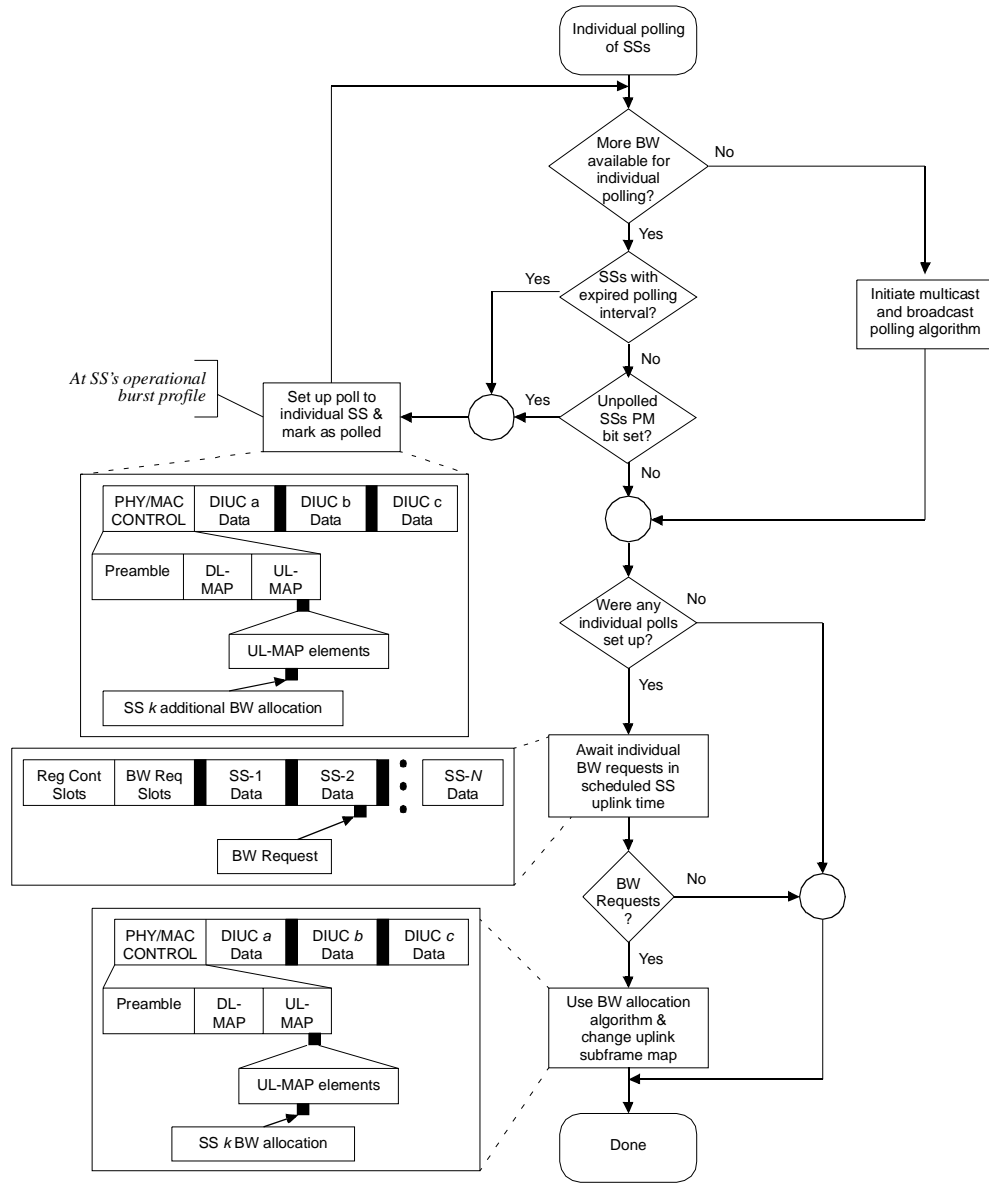 Individual polling
of SSs
More BW
available for
individual
polling?
No
Yes
SSs with
expired polling
interval?
Yes
No
Initiate multicast
and broadcast
polling algorithm
At SS's operational
burst profile
Set up poll to
individual SS &
mark as polled
Yes
Unpolled
SSs PM
bit set?
No
PHY/MAC
CONTROL
DIUC a
Data
DIUC b
Data
DIUC c
Data
Preamble
DL-
MAP
UL-
MAP
UL-MAP elements
SS k additional BW allocation
Were any
individual polls
set up?
No
Yes
Reg Cont
Slots
BW Req
Slots
SS-1
Data
SS-2
Data
SS-N
Data
BW Request
Await individual
BW requests in
scheduled SS
uplink time
BW
Requests
?
No
Yes
PHY/MAC
CONTROL
DIUC a
Data
DIUC b
Data
DIUC c
Data
Preamble
DL-
MAP
UL-
MAP
UL-MAP elements
SS k BW allocation
Use BW allocation
algorithm &
change uplink
subframe map
Done